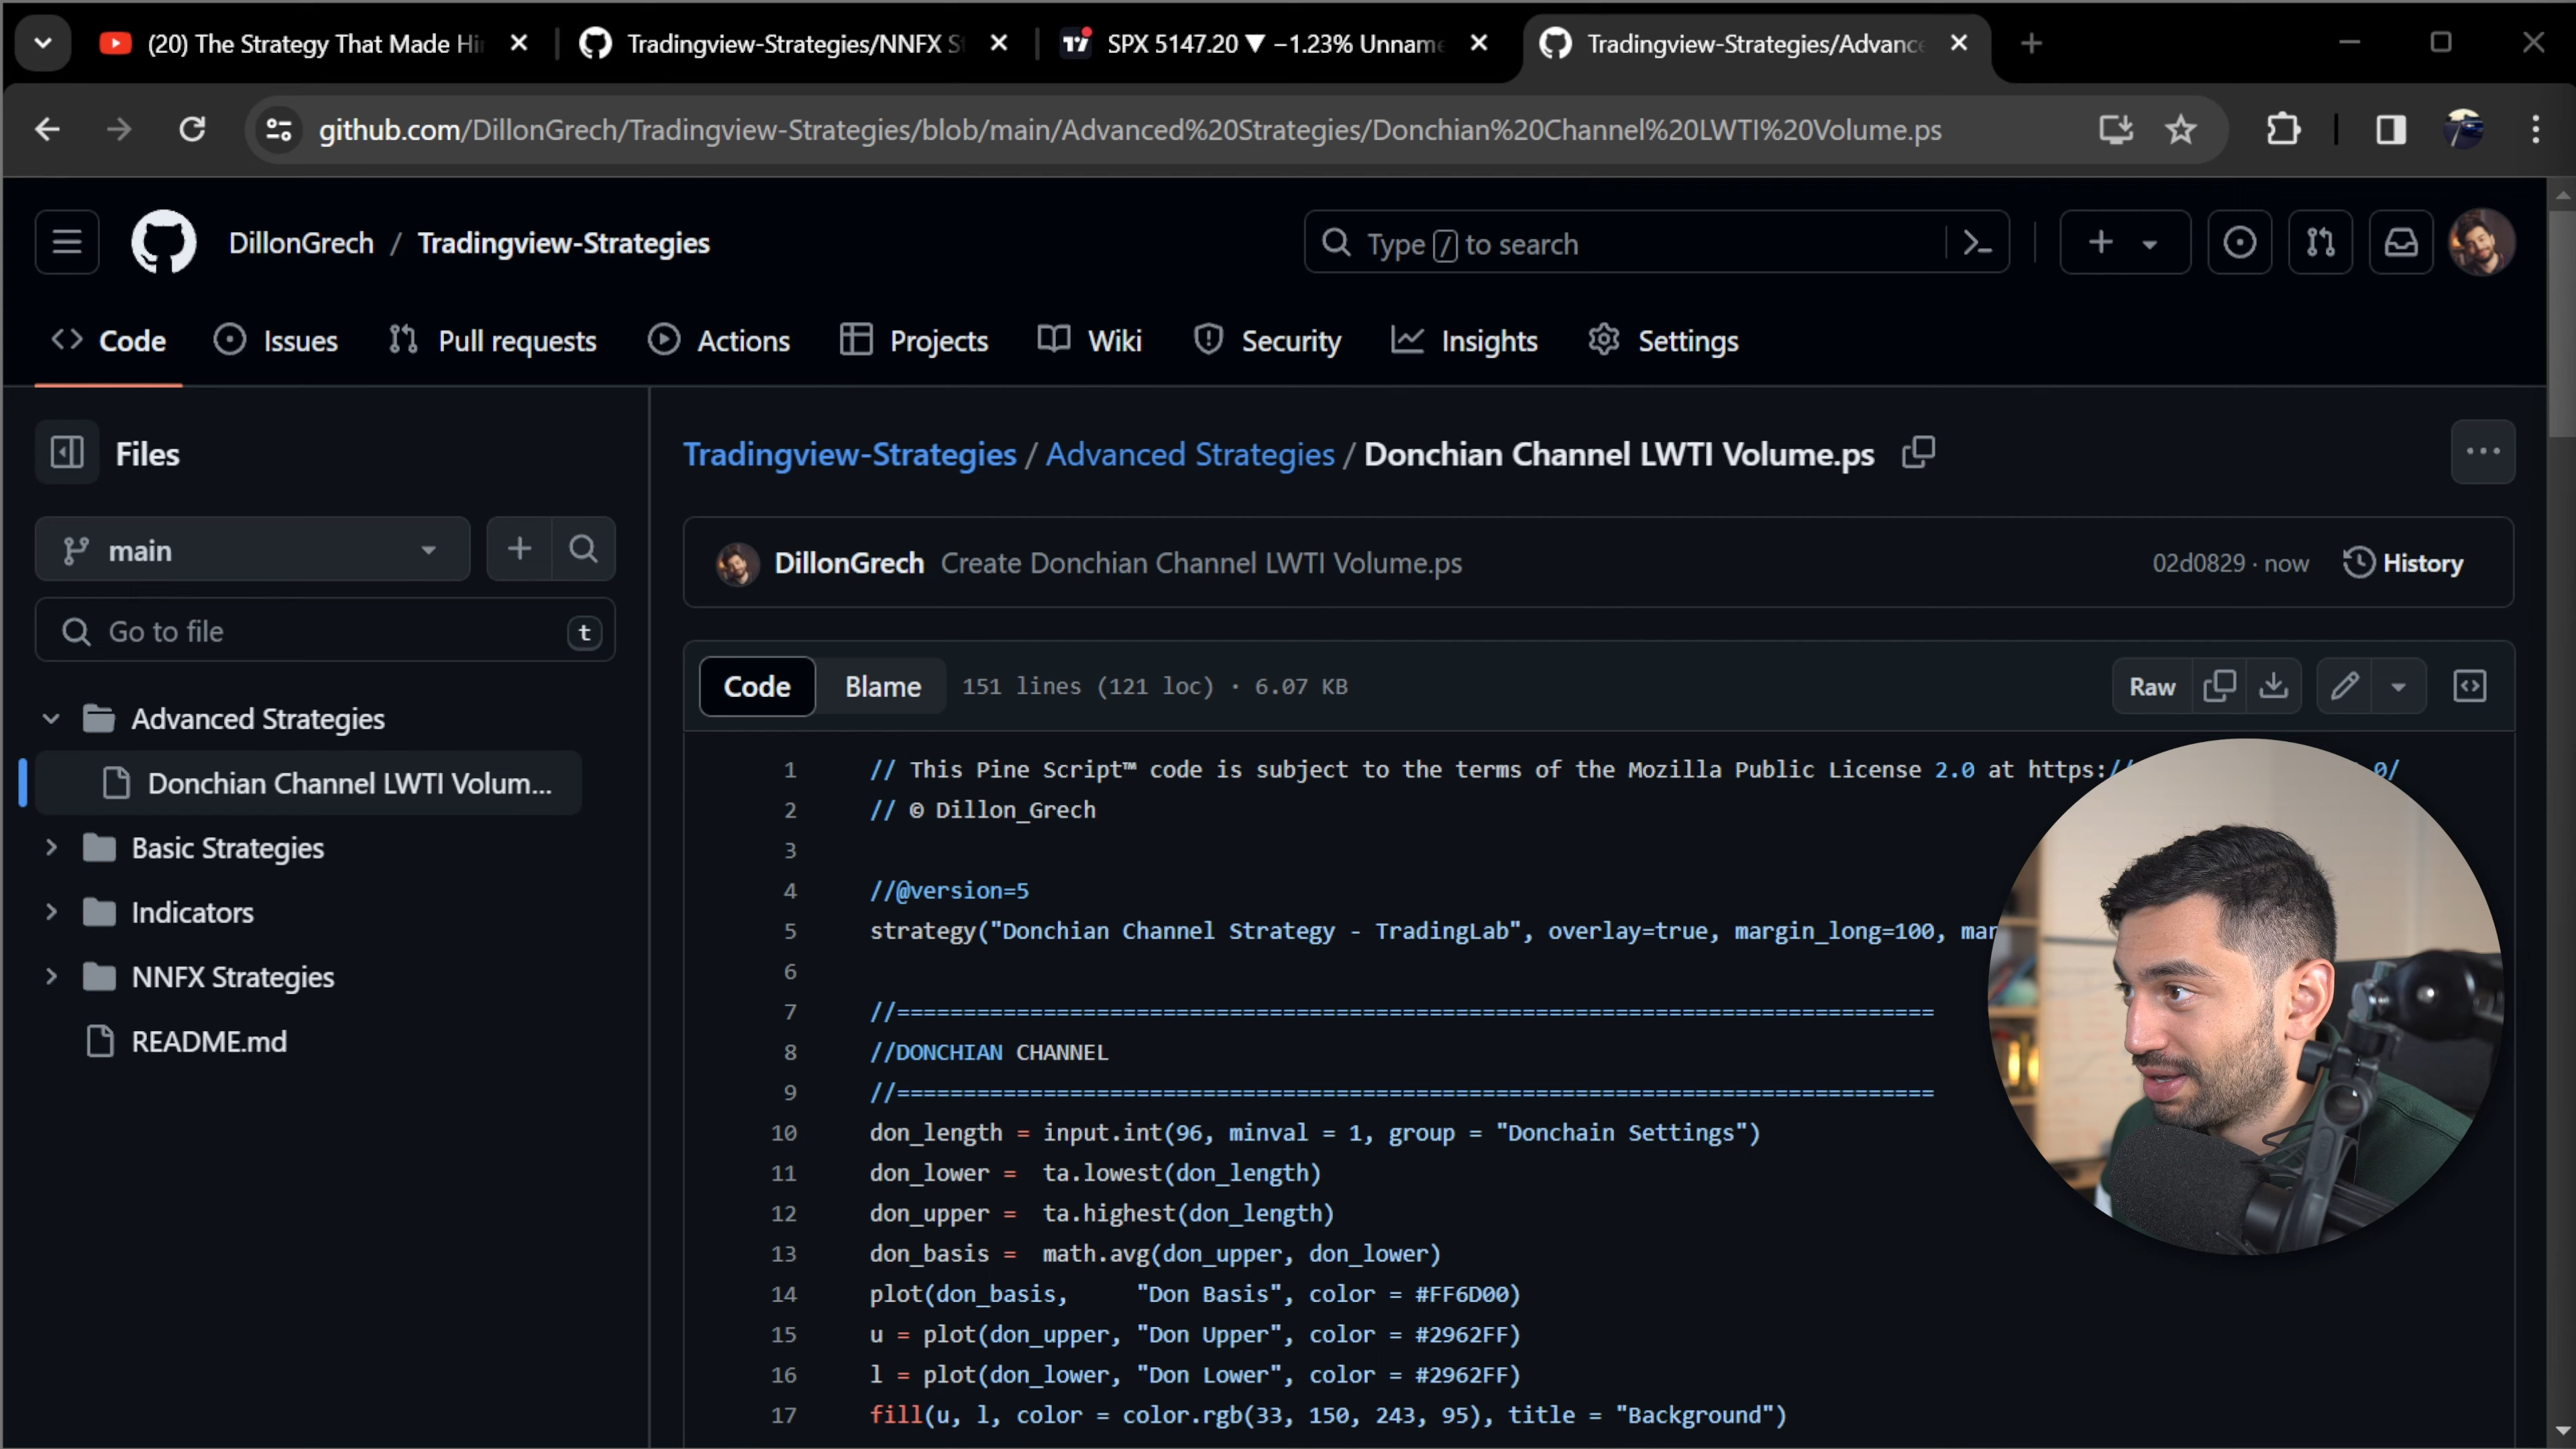 (20) The Strategy That Made Hi
Tradingview-Strategies/NNFX S
SPX 5147.20 ▼ −1.23% Unnam
Tradingview-Strategies/Advanc
github.com/DillonGrech/Tradingview-Strategies/blob/main/Advanced%20Strategies/Donchian%20Channel%20LWTI%20Volume.ps
DillonGrech / Tradingview-Strategies
Type / to search
Code
Issues
Pull requests
Actions
Projects
Wiki
Security
Insights
Settings
Files
main
Go to file
t
Advanced Strategies
Donchian Channel LWTI Volum...
Basic Strategies
Indicators
NNFX Strategies
README.md
Tradingview-Strategies / Advanced Strategies / Donchian Channel LWTI Volume.ps
DillonGrech Create Donchian Channel LWTI Volume.ps
02d0829 · now
History
Code
Blame
151 lines (121 loc) · 6.07 KB
Raw
1 // This Pine Script™ code is subject to the terms of the Mozilla Public License 2.0 at https:/ 0/
2 // © Dillon_Grech
3
4 //@version=5
5 strategy("Donchian Channel Strategy - TradingLab", overlay=true, margin_long=100, mar
6
7 //==============================================================================
8 //DONCHIAN CHANNEL
9 //==============================================================================
10 don_length = input.int(96, minval = 1, group = "Donchain Settings")
11 don_lower =  ta.lowest(don_length)
12 don_upper =  ta.highest(don_length)
13 don_basis =  math.avg(don_upper, don_lower)
14 plot(don_basis,     "Don Basis", color = #FF6D00)
15 u = plot(don_upper, "Don Upper", color = #2962FF)
16 l = plot(don_lower, "Don Lower", color = #2962FF)
17 fill(u, l, color = color.rgb(33, 150, 243, 95), title = "Background")